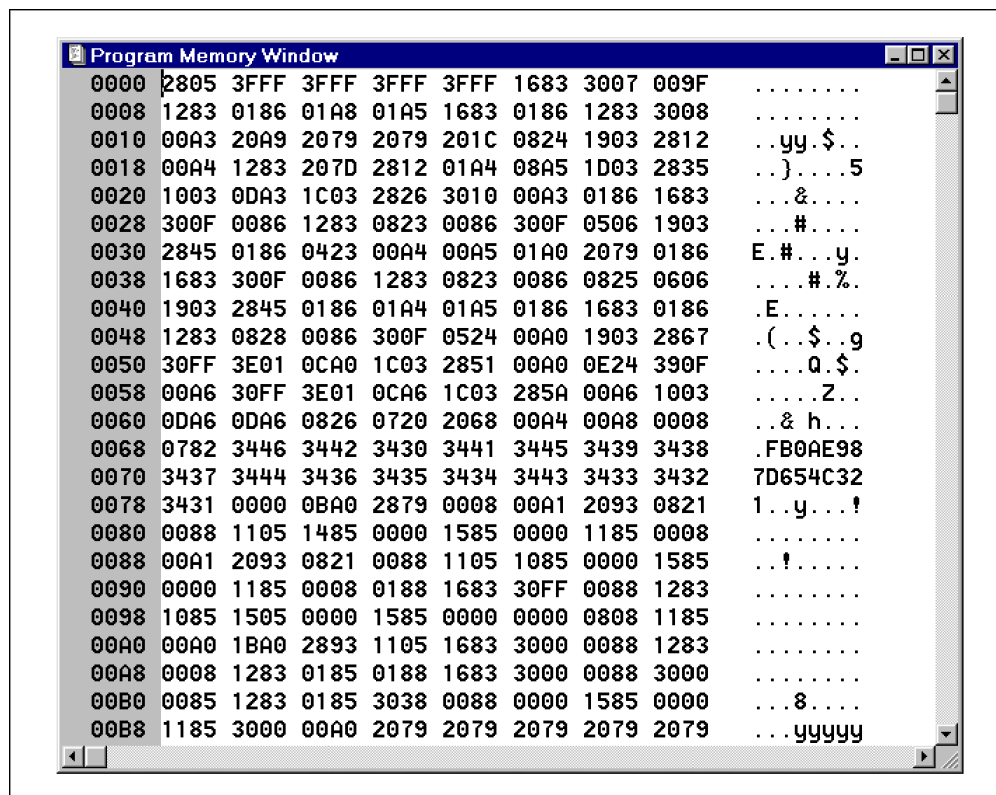 Program Memory Window
0000 2805 3FFF 3FFF 3FFF 3FFF 1683 3007 009F ........
0008 1283 0186 01A8 01A5 1683 0186 1283 3008 ........
0010 00A3 20A9 2079 2079 201C 0824 1903 2812 ..yy.$..
0018 00A4 1283 207D 2812 01A4 08A5 1D03 2835 ..}....5
0020 1003 0DA3 1C03 2826 3010 00A3 0186 1683 ...&....
0028 300F 0086 1283 0823 0086 300F 0506 1903 ...#....
0030 2845 0186 0423 00A4 00A5 01A0 2079 0186 E.#...y.
0038 1683 300F 0086 1283 0823 0086 0825 0606 ....#.%.
0040 1903 2845 0186 01A4 01A5 0186 1683 0186 .E......
0048 1283 0828 0086 300F 0524 00A0 1903 2867 .(..$..g
0050 30FF 3E01 0CA0 1C03 2851 00A0 0E24 390F ....Q.$.
0058 00A6 30FF 3E01 0CA6 1C03 285A 00A6 1003 .....Z..
0060 0DA6 0DA6 0826 0720 2068 00A4 00A8 0008 ..& h...
0068 0782 3446 3442 3430 3441 3445 3439 3438 .FB0AE98
0070 3437 3444 3436 3435 3434 3443 3433 3432 7D654C32
0078 3431 0000 0BA0 2879 0008 00A1 2093 0821 1..y...!
0080 0088 1105 1485 0000 1585 0000 1185 0008 ........
0088 00A1 2093 0821 0088 1105 1085 0000 1585 ..!.....
0090 0000 1185 0008 0188 1683 30FF 0088 1283 ........
0098 1085 1505 0000 1585 0000 0000 0808 1185 ........
00A0 00A0 1BA0 2893 1105 1683 3000 0088 1283 ........
00A8 0008 1283 0185 0188 1683 3000 0088 3000 ........
00B0 0085 1283 0185 3038 0088 0000 1585 0000 ...8....
00B8 1185 3000 00A0 2079 2079 2079 2079 2079 ...yyyyy